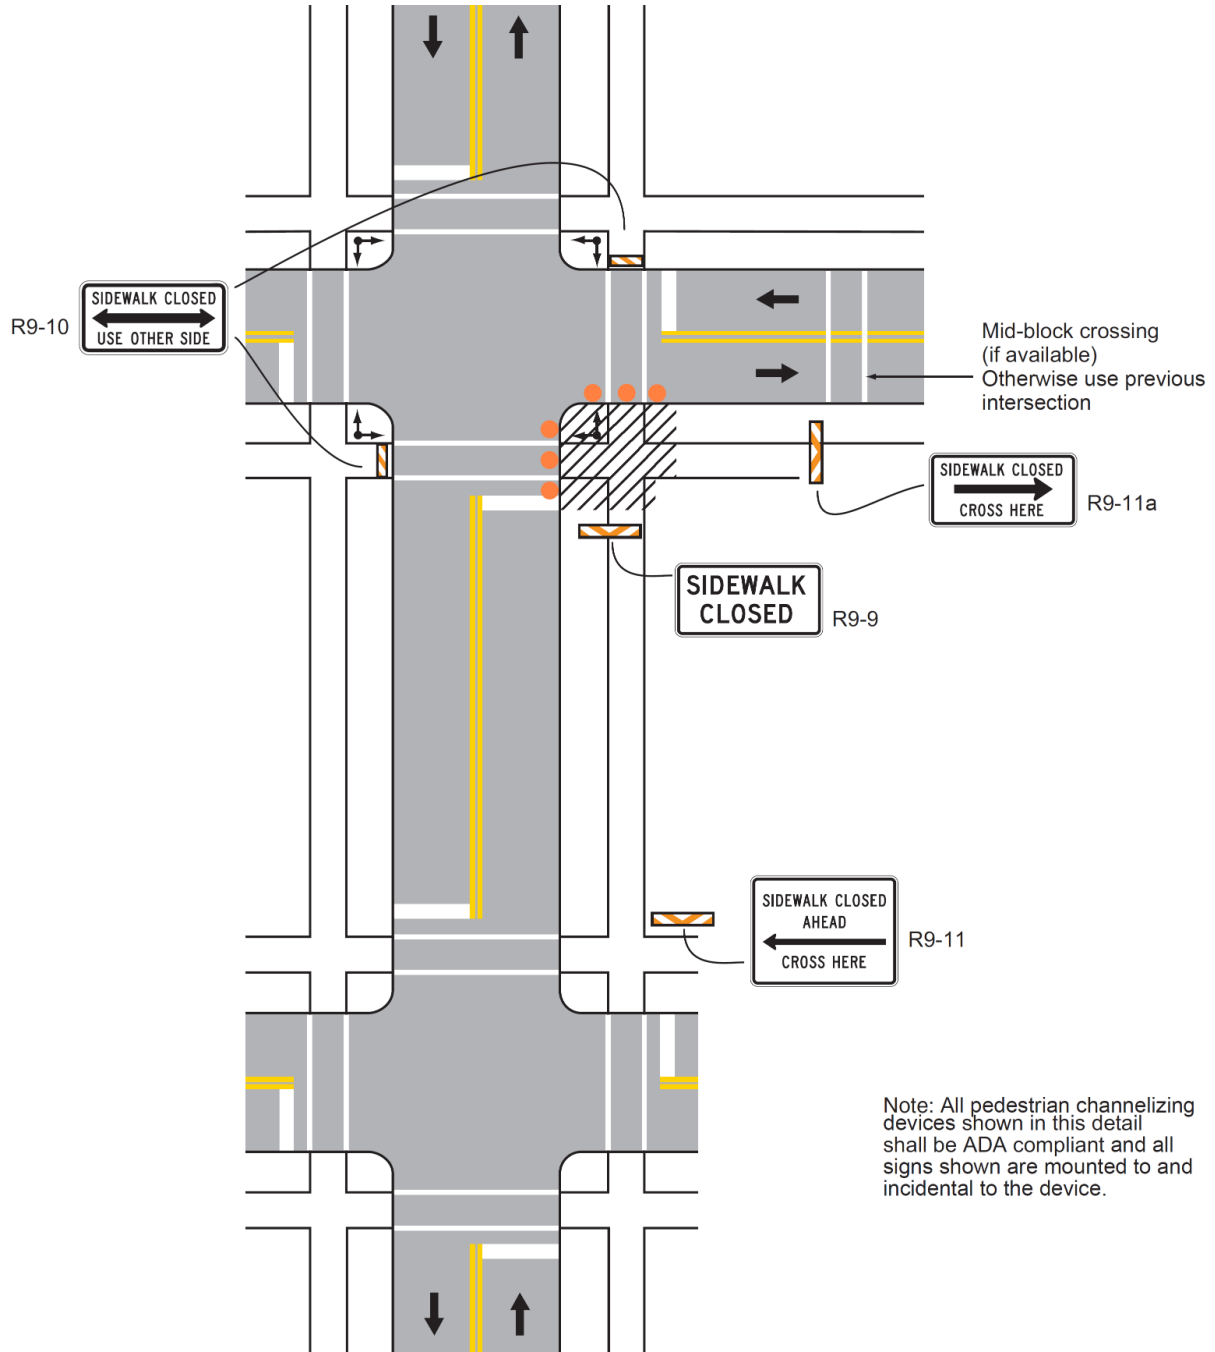 SIDEWALK CLOSED
USE OTHER SIDE
R9-10
Mid-block crossing
(if available)
Otherwise use previous
intersection
SIDEWALK CLOSED
CROSS HERE
R9-11a
SIDEWALK
CLOSED
R9-9
SIDEWALK CLOSED
AHEAD
CROSS HERE
R9-11
Note: All pedestrian channelizing
devices shown in this detail
shall be ADA compliant and all
signs shown are mounted to and
incidental to the device.